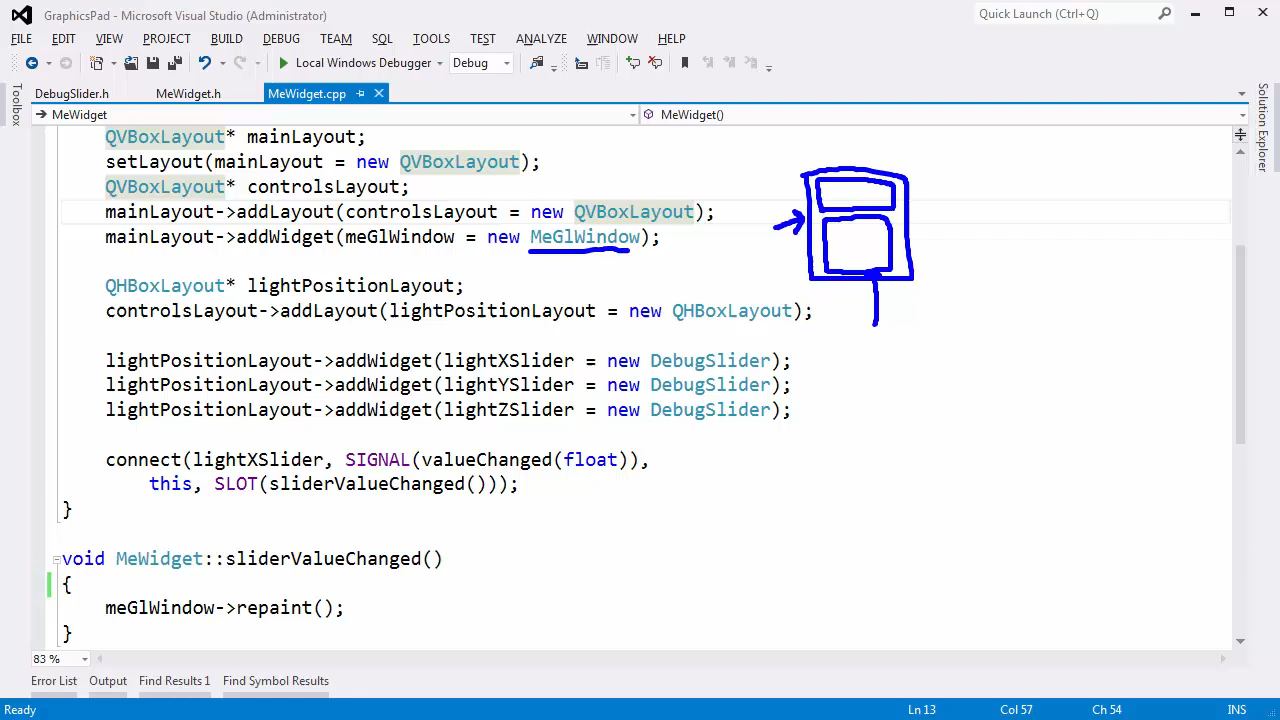 GraphicsPad - Microsoft Visual Studio (Administrator)
Quick Launch (Ctrl+Q)
FILE EDIT VIEW PROJECT BUILD DEBUG TEAM SQL TOOLS TEST ANALYZE WINDOW HELP
Local Windows Debugger Debug
DebugSlider.h MeWidget.h MeWidget.cpp
Toolbox
Solution Explorer
MeWidget MeWidget()
QVBoxLayout* mainLayout;
setLayout(mainLayout = new QVBoxLayout);
QVBoxLayout* controlsLayout;
mainLayout->addLayout(controlsLayout = new QVBoxLayout);
mainLayout->addWidget(meGlWindow = new MeGlWindow);
QHBoxLayout* lightPositionLayout;
controlsLayout->addLayout(lightPositionLayout = new QHBoxLayout);
lightPositionLayout->addWidget(lightXSlider = new DebugSlider);
lightPositionLayout->addWidget(lightYSlider = new DebugSlider);
lightPositionLayout->addWidget(lightZSlider = new DebugSlider);
connect(lightXSlider, SIGNAL(valueChanged(float)),
this, SLOT(sliderValueChanged()));
}
void MeWidget::sliderValueChanged()
{
meGlWindow->repaint();
}
83 %
Error List Output Find Results 1 Find Symbol Results
Ready Ln 13 Col 57 Ch 54 INS